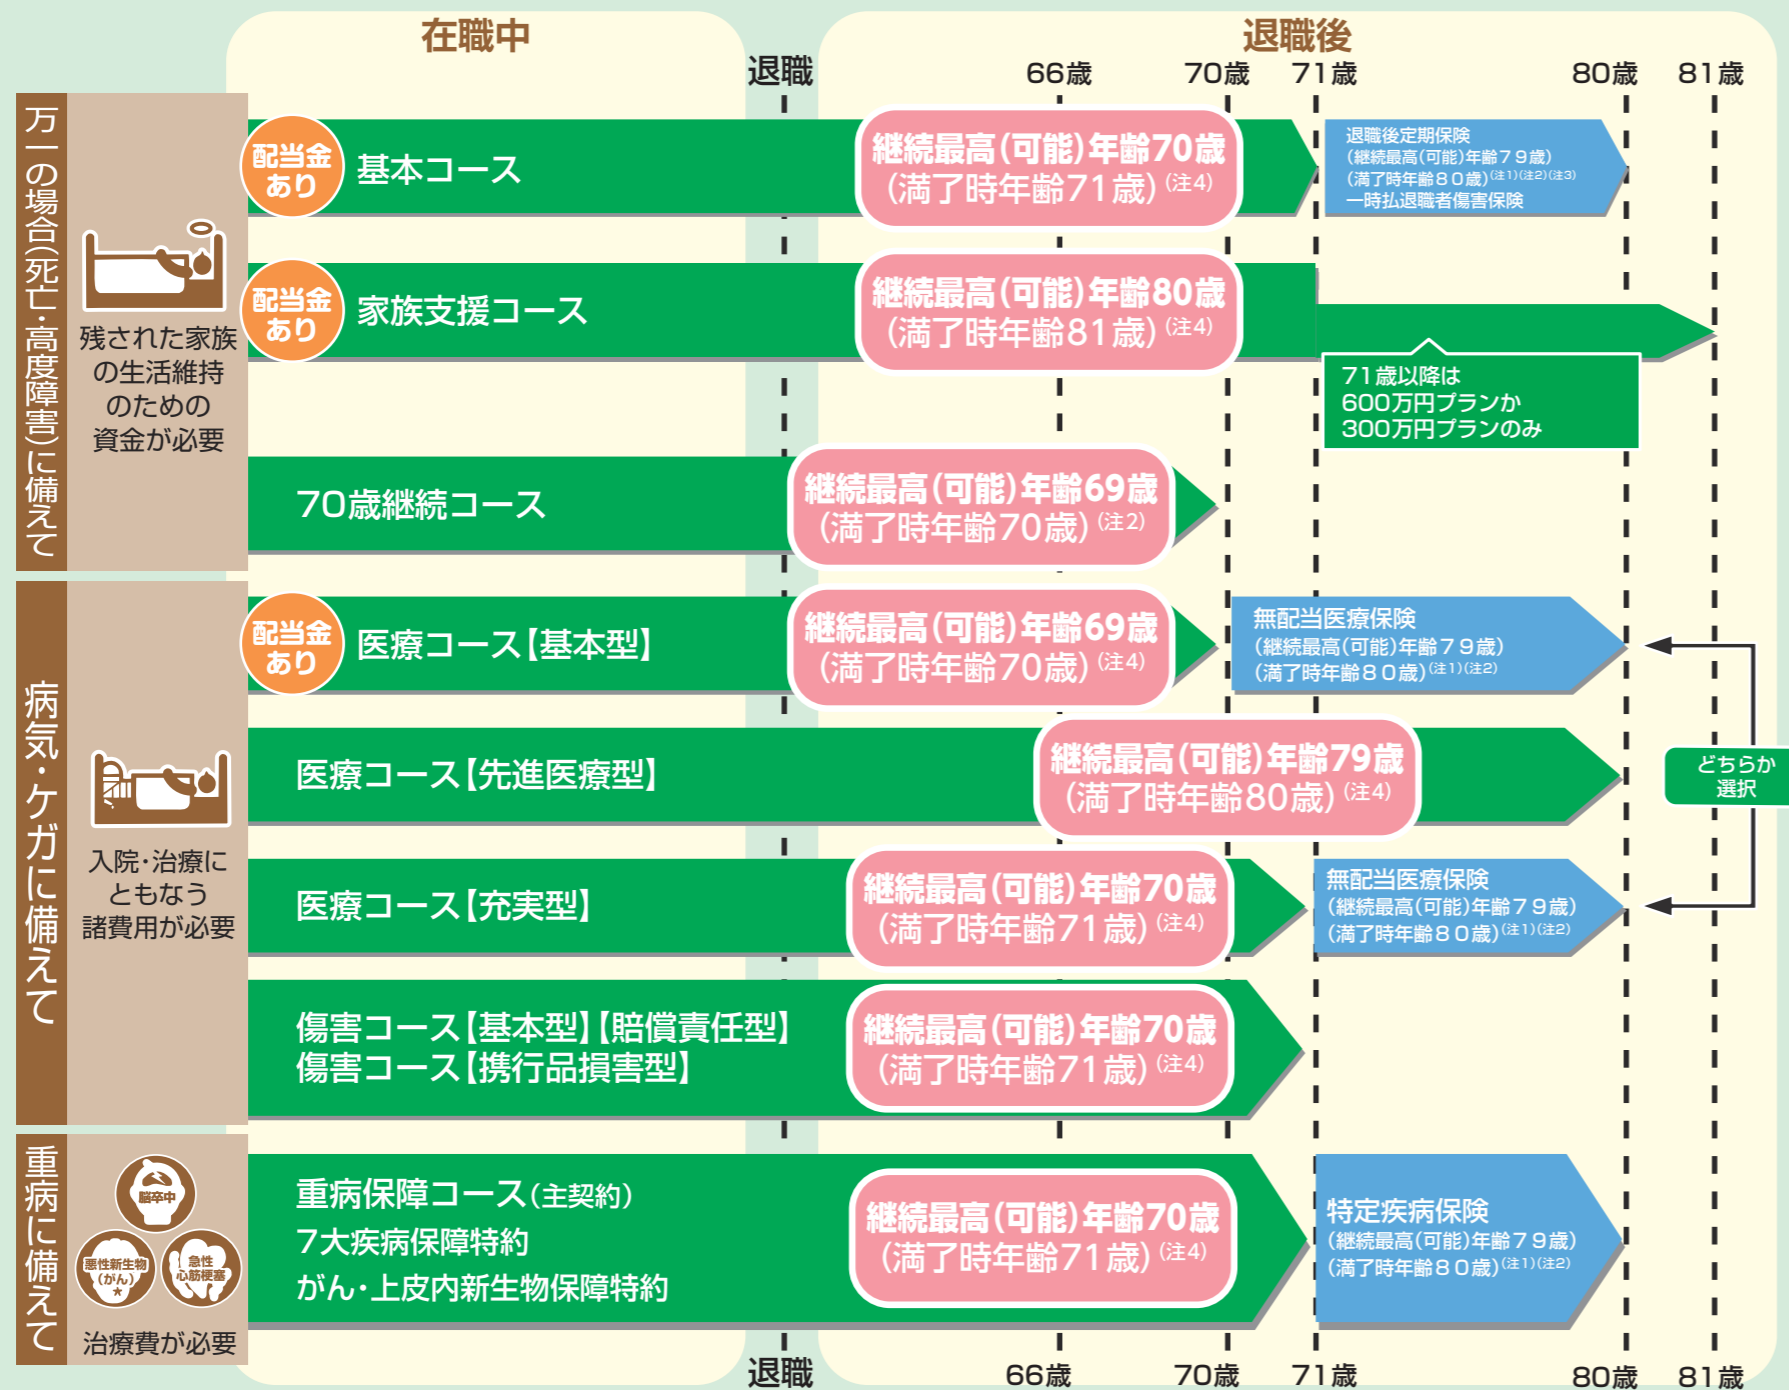 在職中
退職後
退職
66歳
70歳
71歳
80歳
81歳
万一の場合(死亡・高度障害)に備えて
残された家族
の生活維持
のための
資金が必要
配当金
あり
基本コース
継続最高(可能)年齢70歳
(満了時年齢71歳)(注4)
退職後定期保険
(継続最高(可能)年齢79歳)
(満了時年齢80歳)(注1)(注2)(注3)
一時払退職者傷害保険
配当金
あり
家族支援コース
継続最高(可能)年齢80歳
(満了時年齢81歳)(注4)
71歳以降は
600万円プランか
300万円プランのみ
70歳継続コース
継続最高(可能)年齢69歳
(満了時年齢70歳)(注2)
病気・ケガに備えて
入院・治療に
ともなう
諸費用が必要
配当金
あり
医療コース【基本型】
継続最高(可能)年齢69歳
(満了時年齢70歳)(注4)
無配当医療保険
(継続最高(可能)年齢79歳)
(満了時年齢80歳)(注1)(注2)
医療コース【先進医療型】
継続最高(可能)年齢79歳
(満了時年齢80歳)(注4)
どちらか
選択
医療コース【充実型】
継続最高(可能)年齢70歳
(満了時年齢71歳)(注4)
無配当医療保険
(継続最高(可能)年齢79歳)
(満了時年齢80歳)(注1)(注2)
傷害コース【基本型】【賠償責任型】
傷害コース【携行品損害型】
継続最高(可能)年齢70歳
(満了時年齢71歳)(注4)
重病に備えて
脳卒中
悪性新生物
(がん)
★
急性
心筋梗塞
治療費が必要
重病保障コース(主契約)
7大疾病保障特約
がん・上皮内新生物保障特約
継続最高(可能)年齢70歳
(満了時年齢71歳)(注4)
特定疾病保険
(継続最高(可能)年齢79歳)
(満了時年齢80歳)(注1)(注2)
退職
66歳
70歳
71歳
80歳
81歳